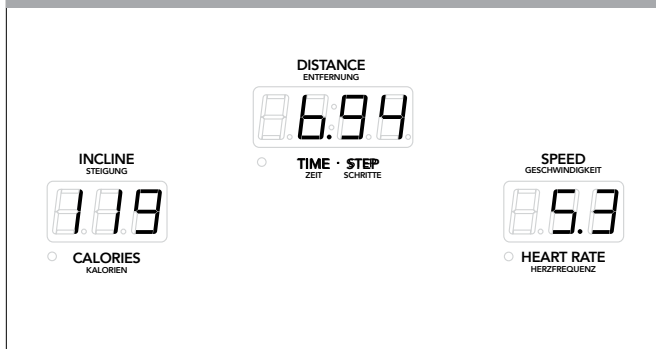 DISTANCE
ENTFERNUNG
6.94
TIME · STEP
ZEIT SCHRITTE
INCLINE
STEIGUNG
119
CALORIES
KALORIEN
SPEED
GESCHWINDIGKEIT
5.3
HEART RATE
HERZFREQUENZ